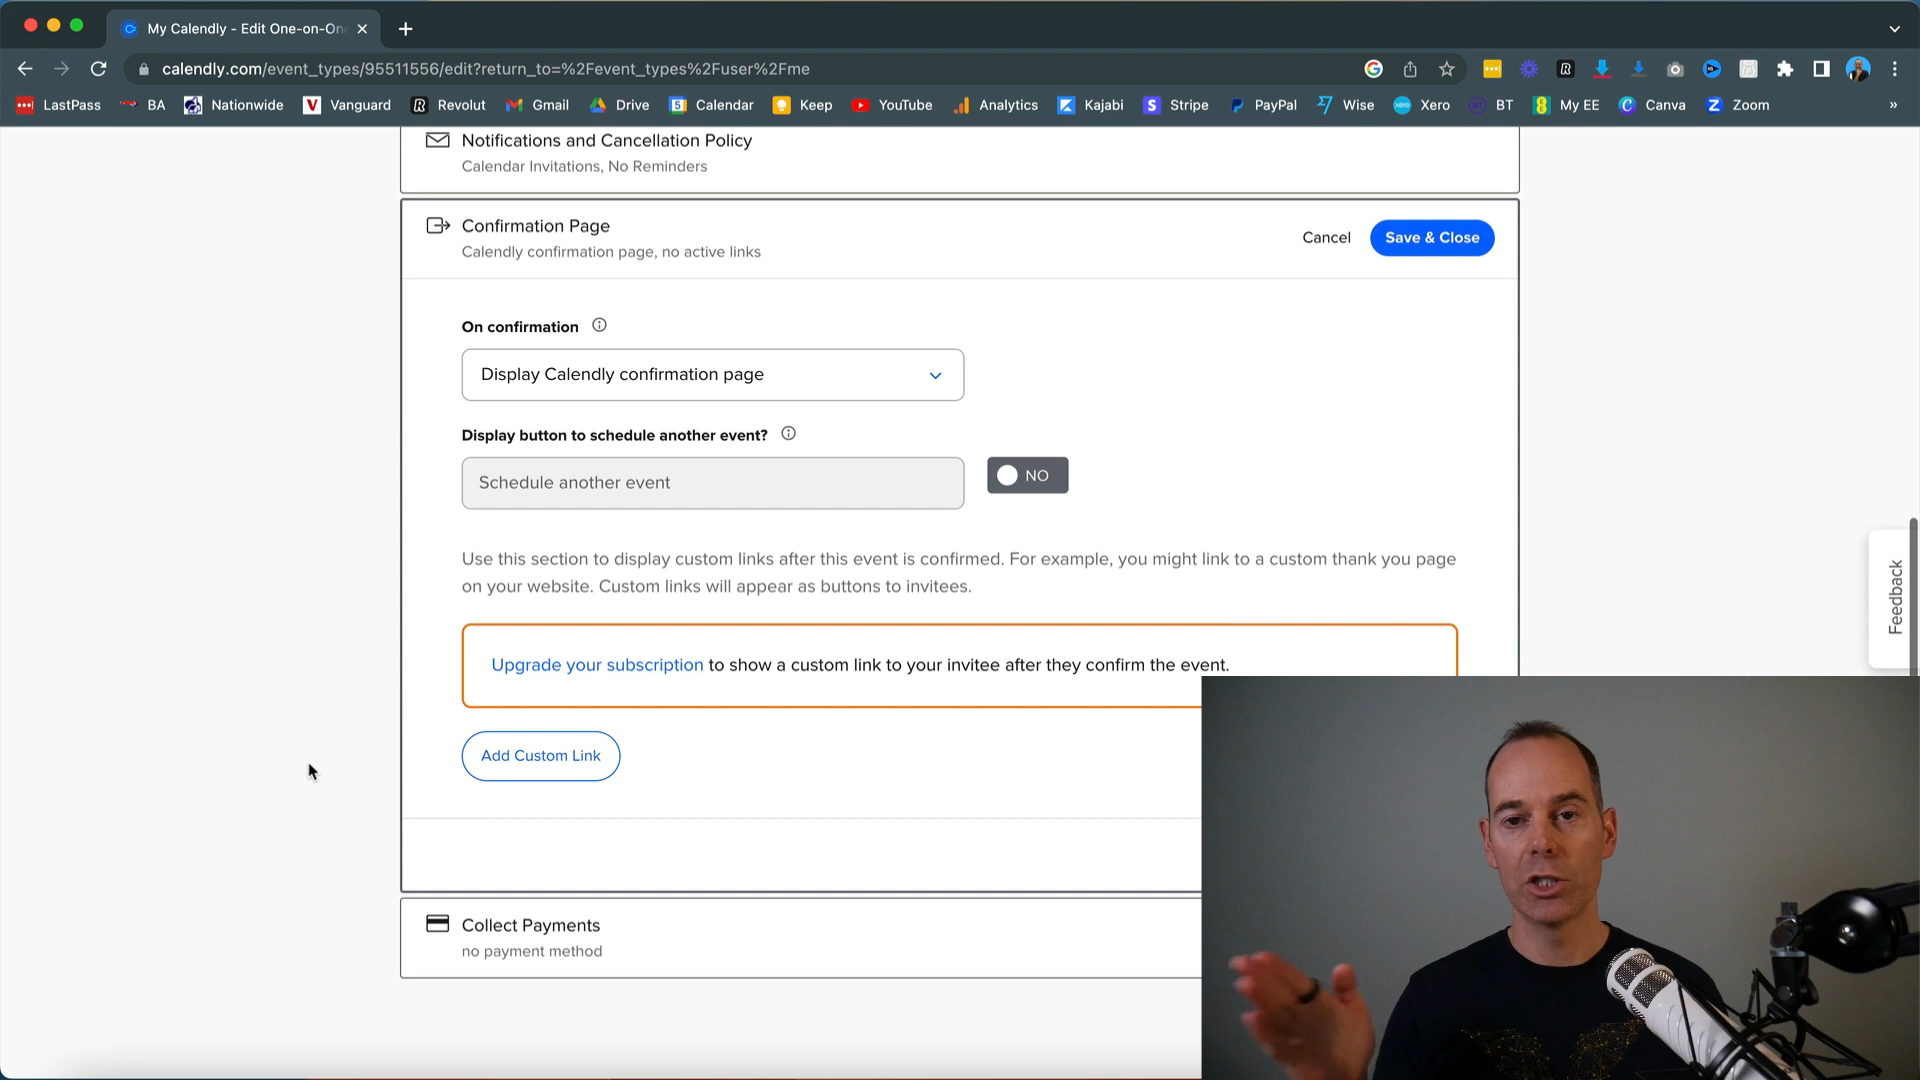 My Calendly - Edit One-on-On
calendly.com/event_types/95511556/edit?return_to=%2Fevent_types%2Fuser%2Fme
LastPass BA Nationwide Vanguard Revolut Gmail Drive Calendar Keep YouTube Analytics Kajabi Stripe PayPal Wise Xero BT My EE Canva Zoom »
Notifications and Cancellation Policy
Calendar Invitations, No Reminders
Confirmation Page
Calendly confirmation page, no active links
Cancel
Save & Close
On confirmation
Display Calendly confirmation page
Display button to schedule another event?
Schedule another event
NO
Use this section to display custom links after this event is confirmed. For example, you might link to a custom thank you page
on your website. Custom links will appear as buttons to invitees.
Upgrade your subscription to show a custom link to your invitee after they confirm the event.
Add Custom Link
Collect Payments
no payment method
Feedback